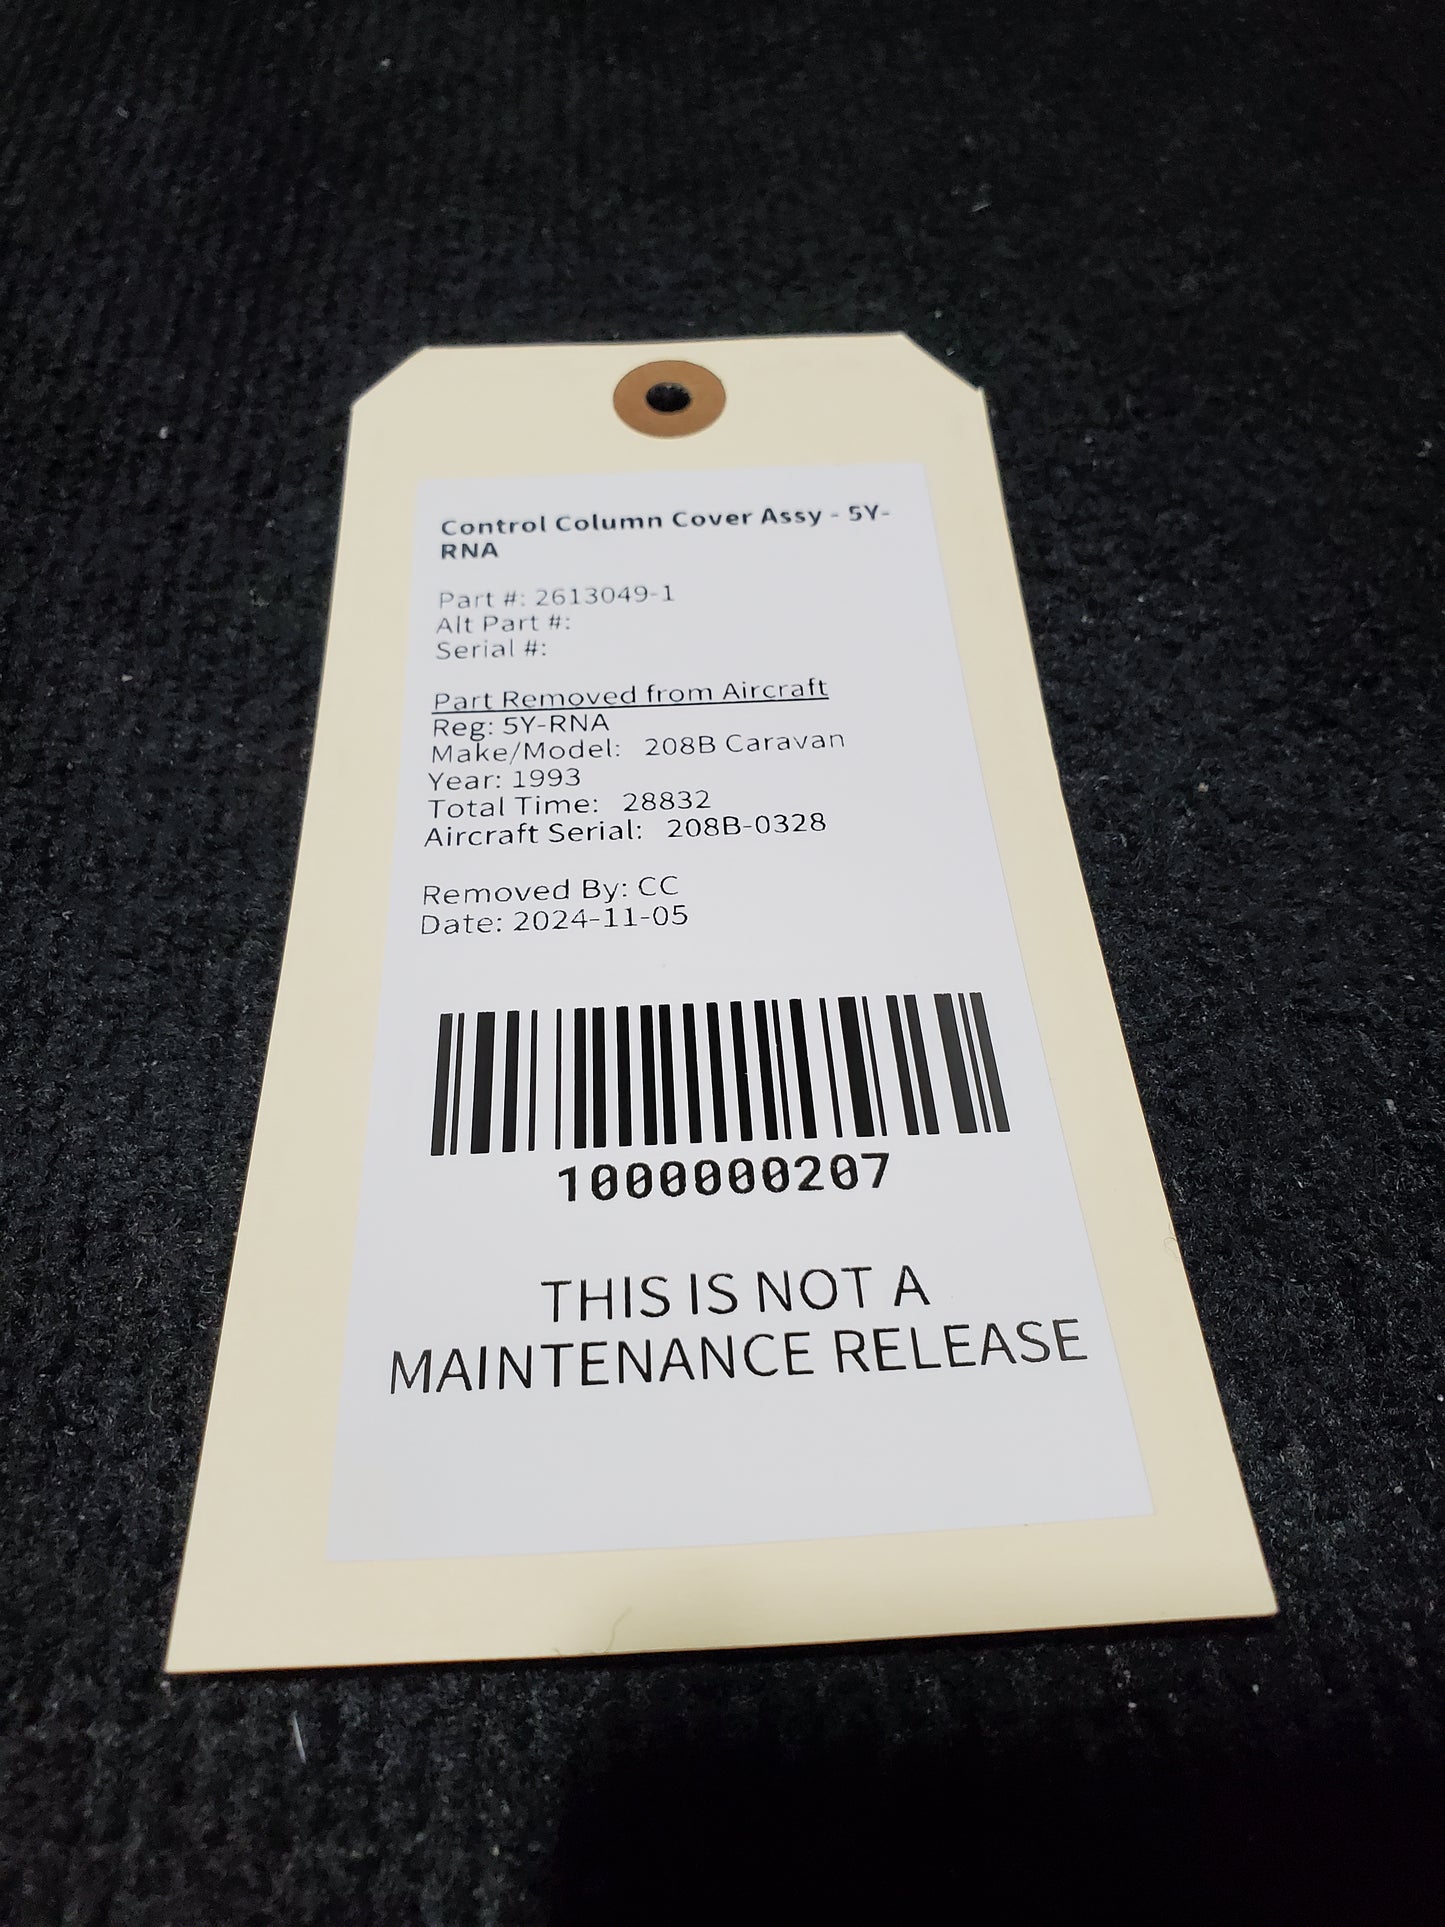 Control Column Cover Assy - 5Y-
RNA
Part #: 2613049-1
Alt Part #:
Serial #:
Part Removed from Aircraft
Reg: 5Y-RNA
Make/Model: 208B Caravan
Year: 1993
Total Time: 28832
Aircraft Serial: 208B-0328
Removed By: CC
Date: 2024-11-05
1000000207
THIS IS NOT A
MAINTENANCE RELEASE